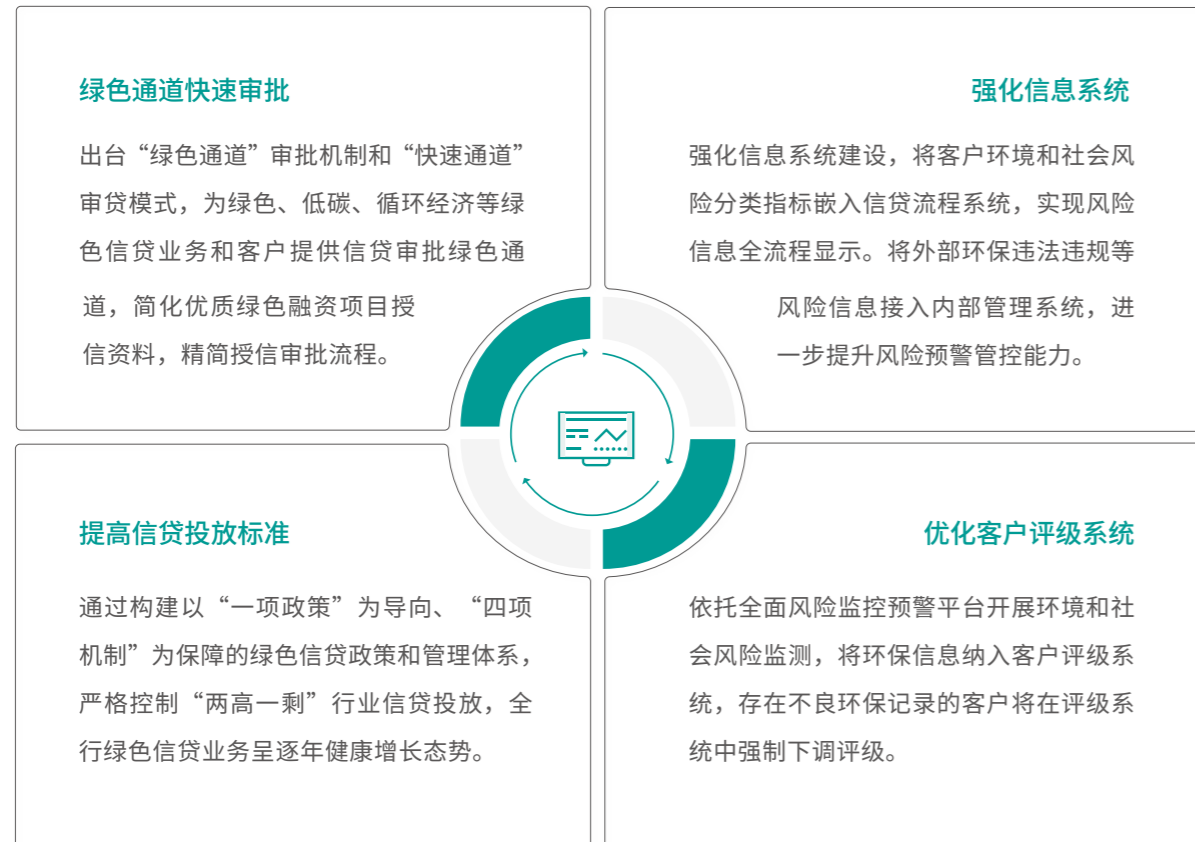 绿色通道快速审批
出台“绿色通道”审批机制和“快速通道”
审贷模式，为绿色、低碳、循环经济等绿
色信贷业务和客户提供信贷审批绿色通
道，简化优质绿色融资项目授
信资料，精简授信审批流程。
强化信息系统
强化信息系统建设，将客户环境和社会风
险分类指标嵌入信贷流程系统，实现风险
信息全流程显示。将外部环保违法违规等
风险信息接入内部管理系统，进
一步提升风险预警管控能力。
提高信贷投放标准
通过构建以“一项政策”为导向、“四项
机制”为保障的绿色信贷政策和管理体系，
严格控制“两高一剩”行业信贷投放，全
行绿色信贷业务呈逐年健康增长态势。
优化客户评级系统
依托全面风险监控预警平台开展环境和社
会风险监测，将环保信息纳入客户评级系
统，存在不良环保记录的客户将在评级系
统中强制下调评级。